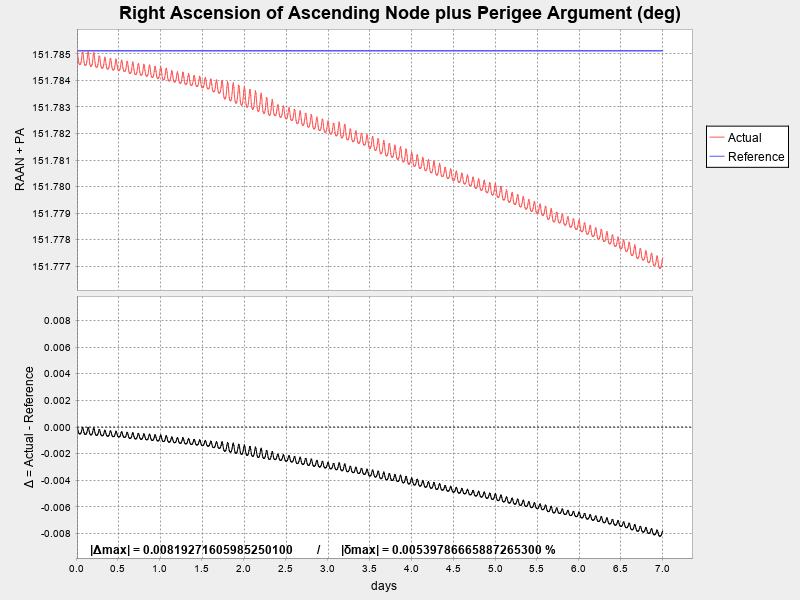 Right Ascension of Ascending Node plus Perigee Argument (deg)
RAAN + PA
151.785
151.784
151.783
151.782
151.781
151.780
151.779
151.778
151.777
Actual
Reference
Δ = Actual - Reference
0.008
0.006
0.004
0.002
0.000
-0.002
-0.004
-0.006
-0.008
|Δmax| = 0.00819271605985250100 / |δmax| = 0.00539786665887265300 %
0.0 0.5 1.0 1.5 2.0 2.5 3.0 3.5 4.0 4.5 5.0 5.5 6.0 6.5 7.0
days